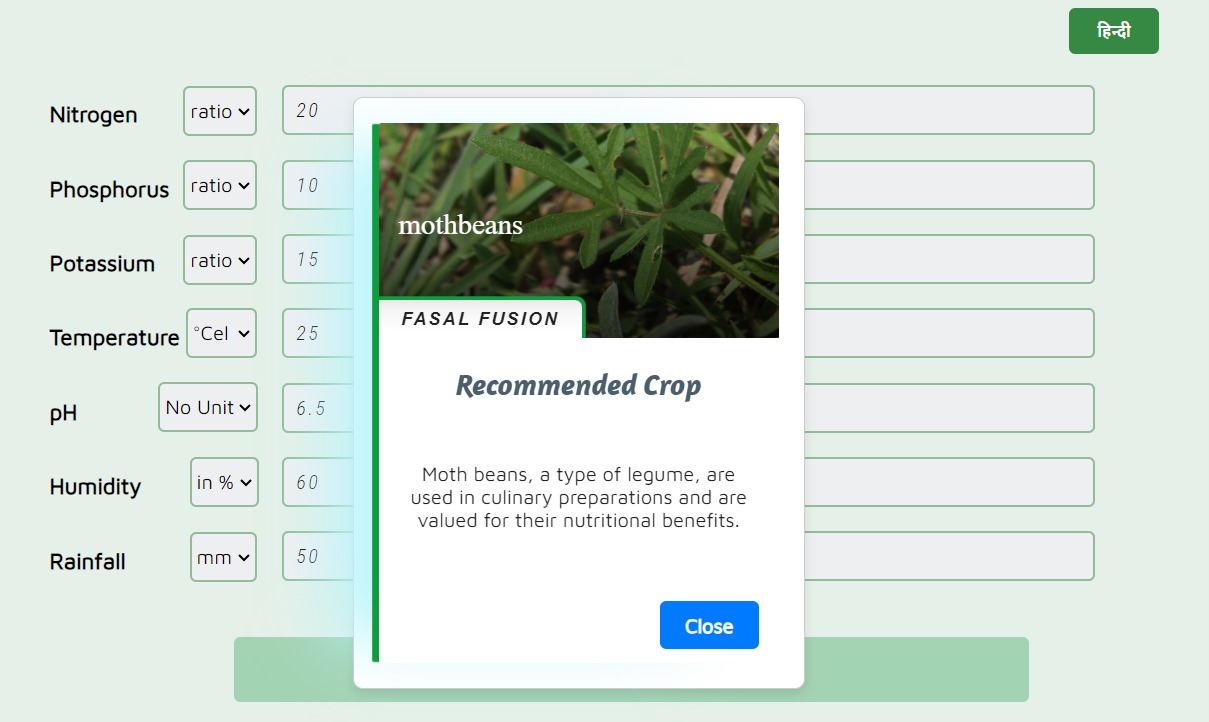 हिन्दी
Nitrogen ratio 20
Phosphorus ratio 10
Potassium ratio 15
Temperature °Cel 25
pH No Unit 6.5
Humidity in % 60
Rainfall mm 50
mothbeans
FASAL FUSION
Recommended Crop
Moth beans, a type of legume, are
used in culinary preparations and are
valued for their nutritional benefits.
Close